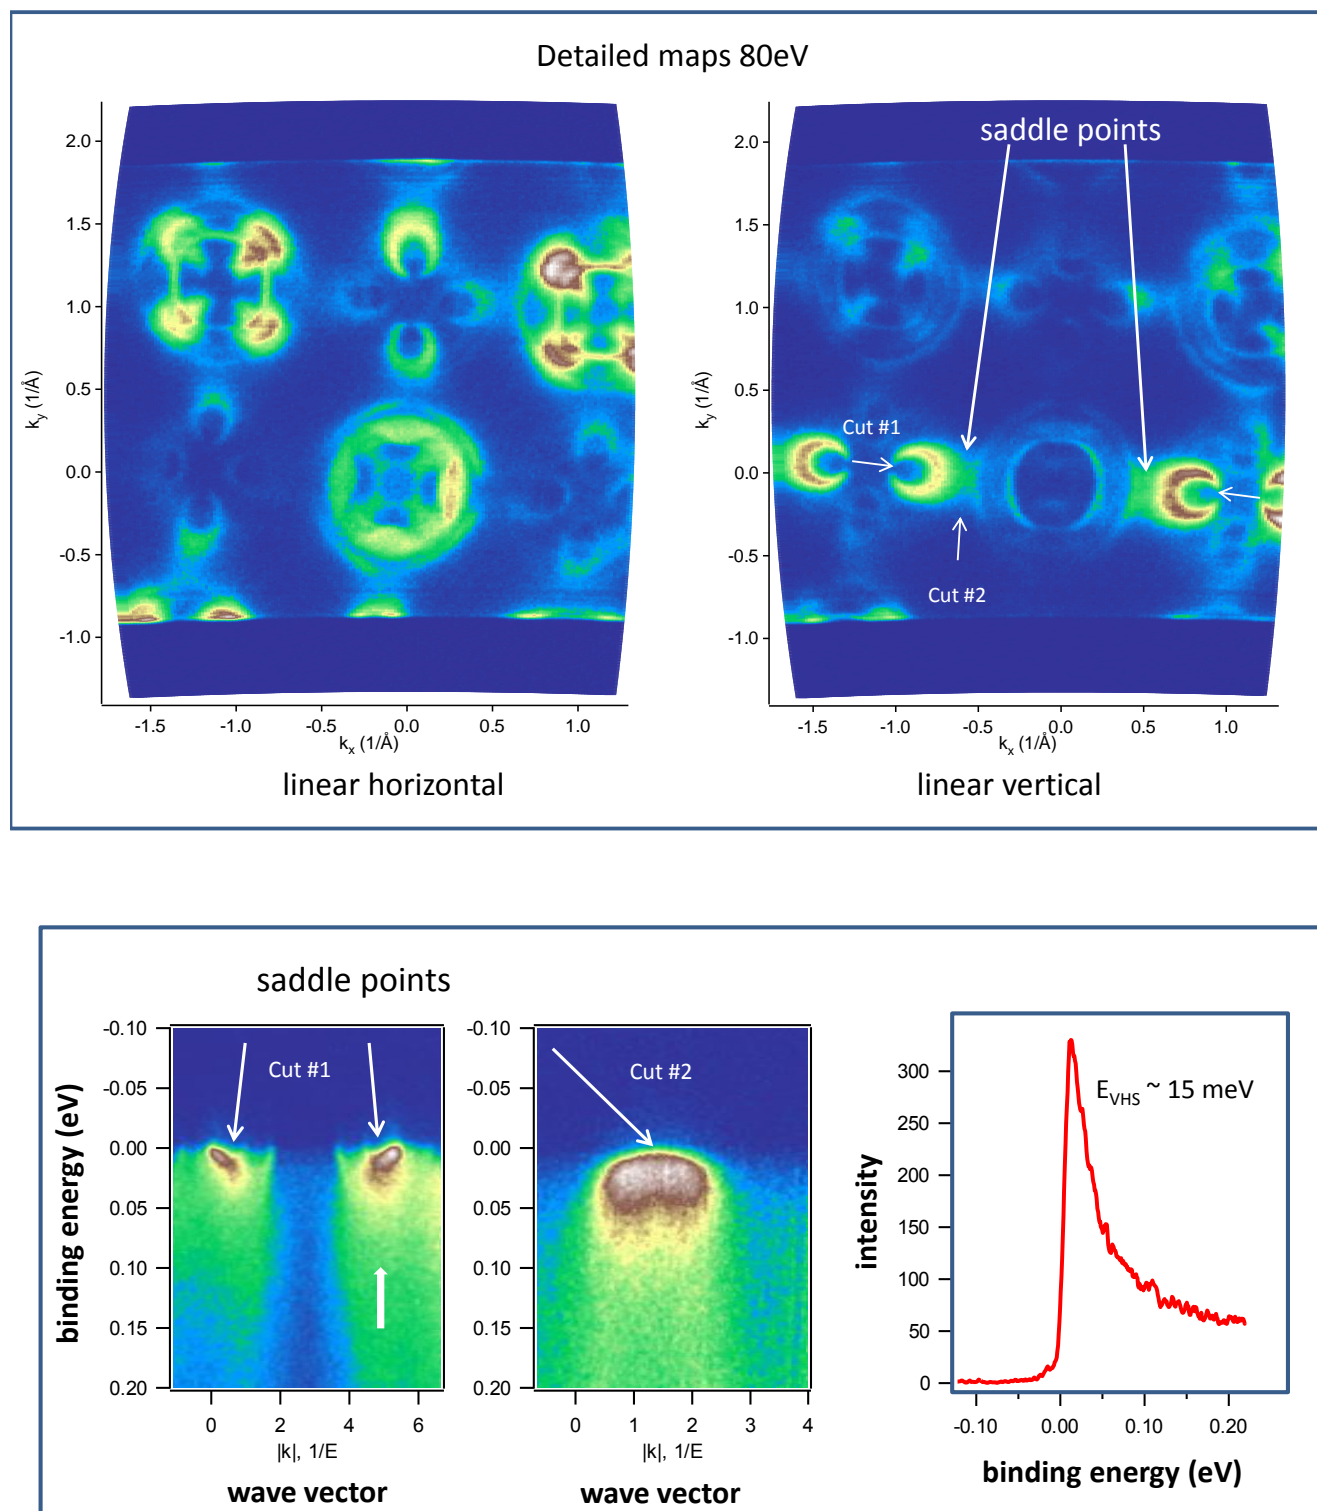 Detailed maps 80eV
2.0
1.5
1.0
0.5
0.0
-0.5
-1.0
k_y (1/Å)
-1.5
-1.0
-0.5
0.0
0.5
1.0
k_x (1/Å)
linear horizontal
saddle points
2.0
1.5
1.0
0.5
0.0
-0.5
-1.0
k_y (1/Å)
Cut #1
Cut #2
-1.5
-1.0
-0.5
0.0
0.5
1.0
k_x (1/Å)
linear vertical
saddle points
binding energy (eV)
-0.10
-0.05
0.00
0.05
0.10
0.15
0.20
Cut #1
0
2
4
6
|k|, 1/E
wave vector
-0.10
-0.05
0.00
0.05
0.10
0.15
0.20
Cut #2
0
1
2
3
4
|k|, 1/E
wave vector
intensity
300
250
200
150
100
50
0
E_VHS ~ 15 meV
-0.10
0.00
0.10
0.20
binding energy (eV)